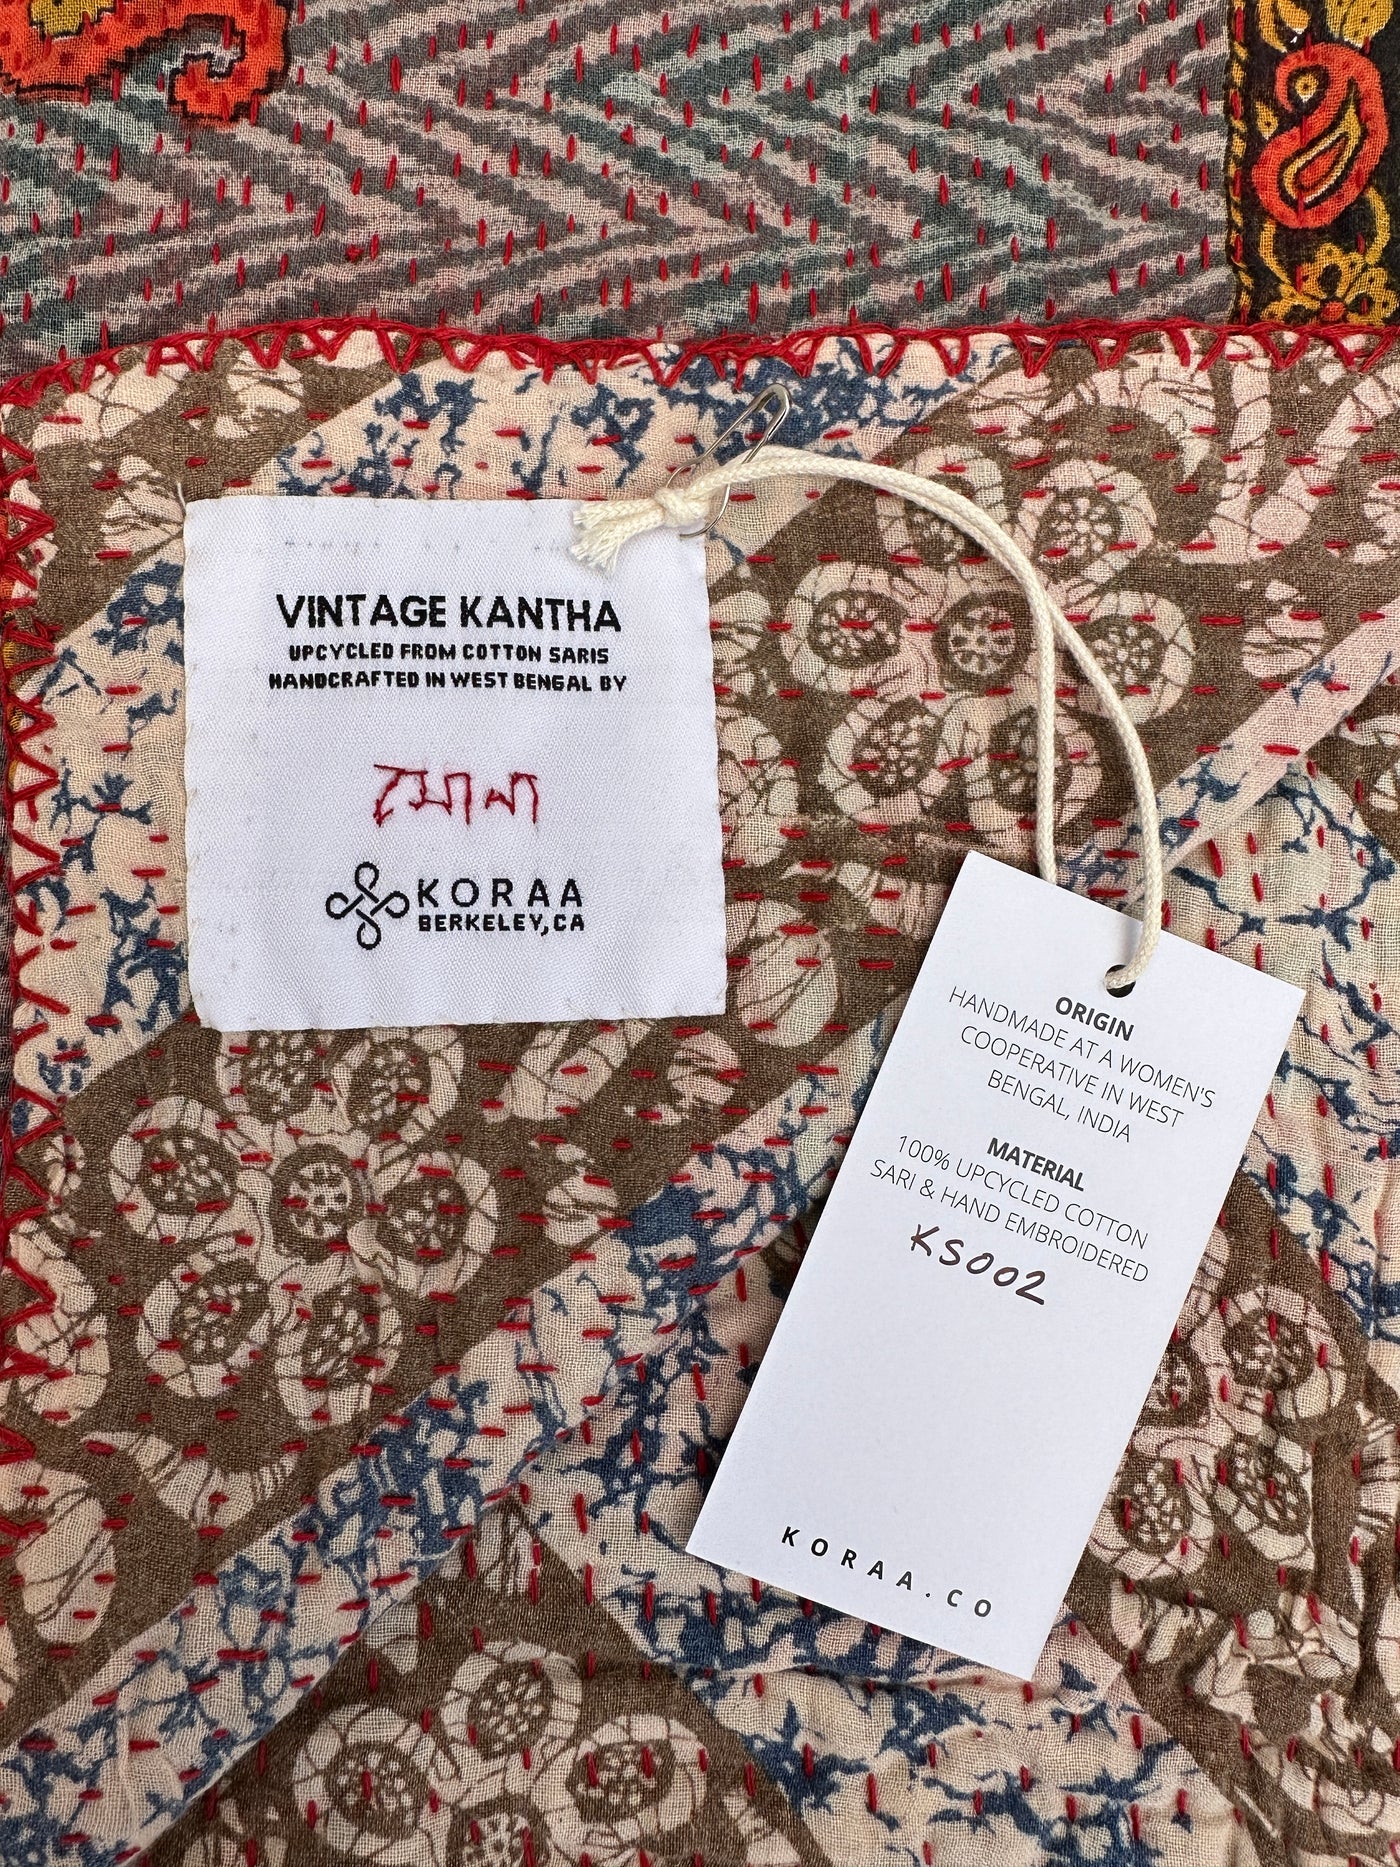 VINTAGE KANTHA
UPCYCLED FROM COTTON SARIS
HANDCRAFTED IN WEST BENGAL BY
KORAA
BERKELEY, CA
ORIGIN
HANDMADE AT A WOMEN'S
COOPERATIVE IN WEST
BENGAL, INDIA
MATERIAL
100% UPCYCLED COTTON
SARI & HAND EMBROIDERED
KS002
KORAA.CO